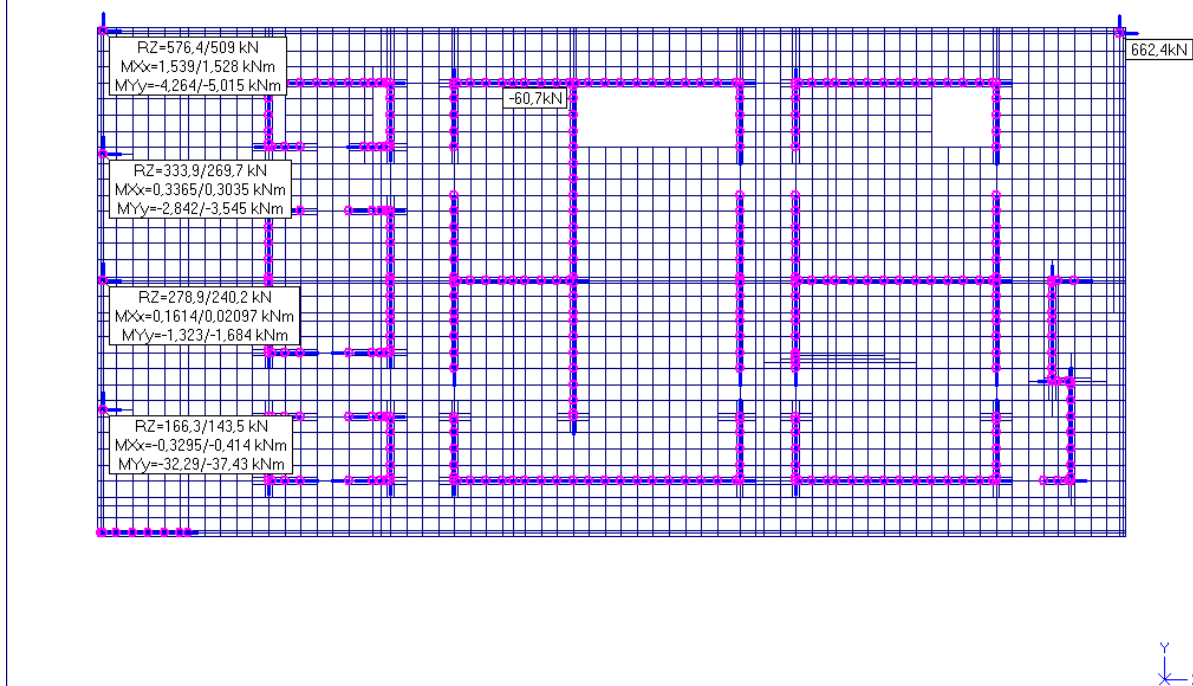 RZ=576,4/509 kN
MXx=1,539/1,528 kNm
MYy=-4,264/-5,015 kNm
662,4kN
-60,7kN
RZ=333,9/269,7 kN
MXx=0,3365/0,3035 kNm
MYy=-2,842/-3,545 kNm
RZ=278,9/240,2 kN
MXx=0,1614/0,02097 kNm
MYy=-1,323/-1,684 kNm
RZ=166,3/143,5 kN
MXx=-0,3295/-0,414 kNm
MYy=-32,29/-37,43 kNm
Y